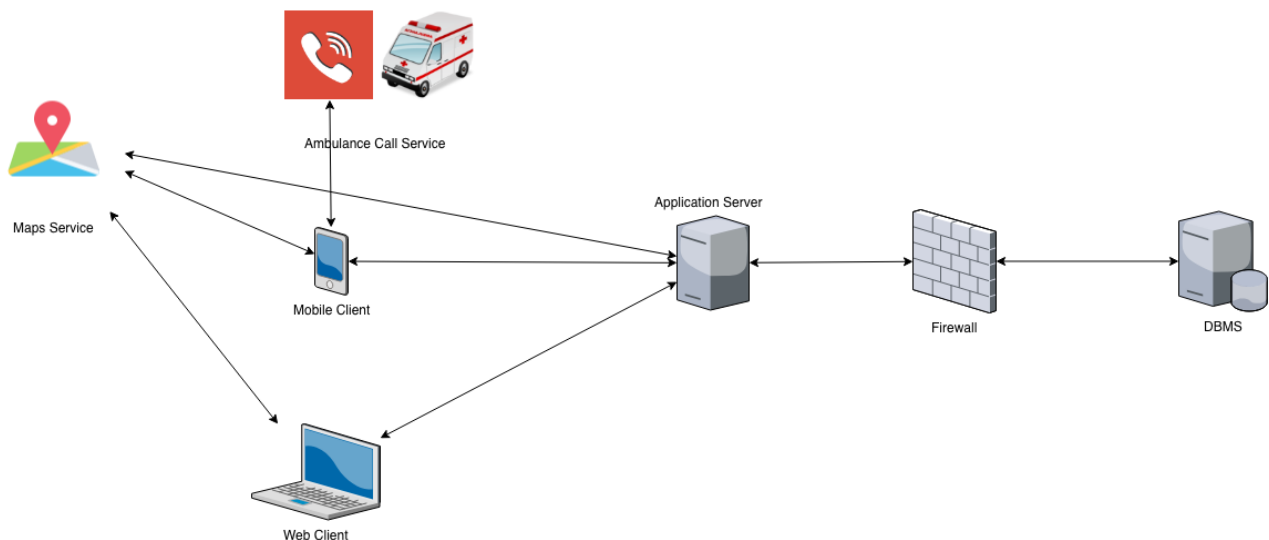 Ambulance Call Service
Maps Service
Application Server
Mobile Client
Firewall
DBMS
Web Client